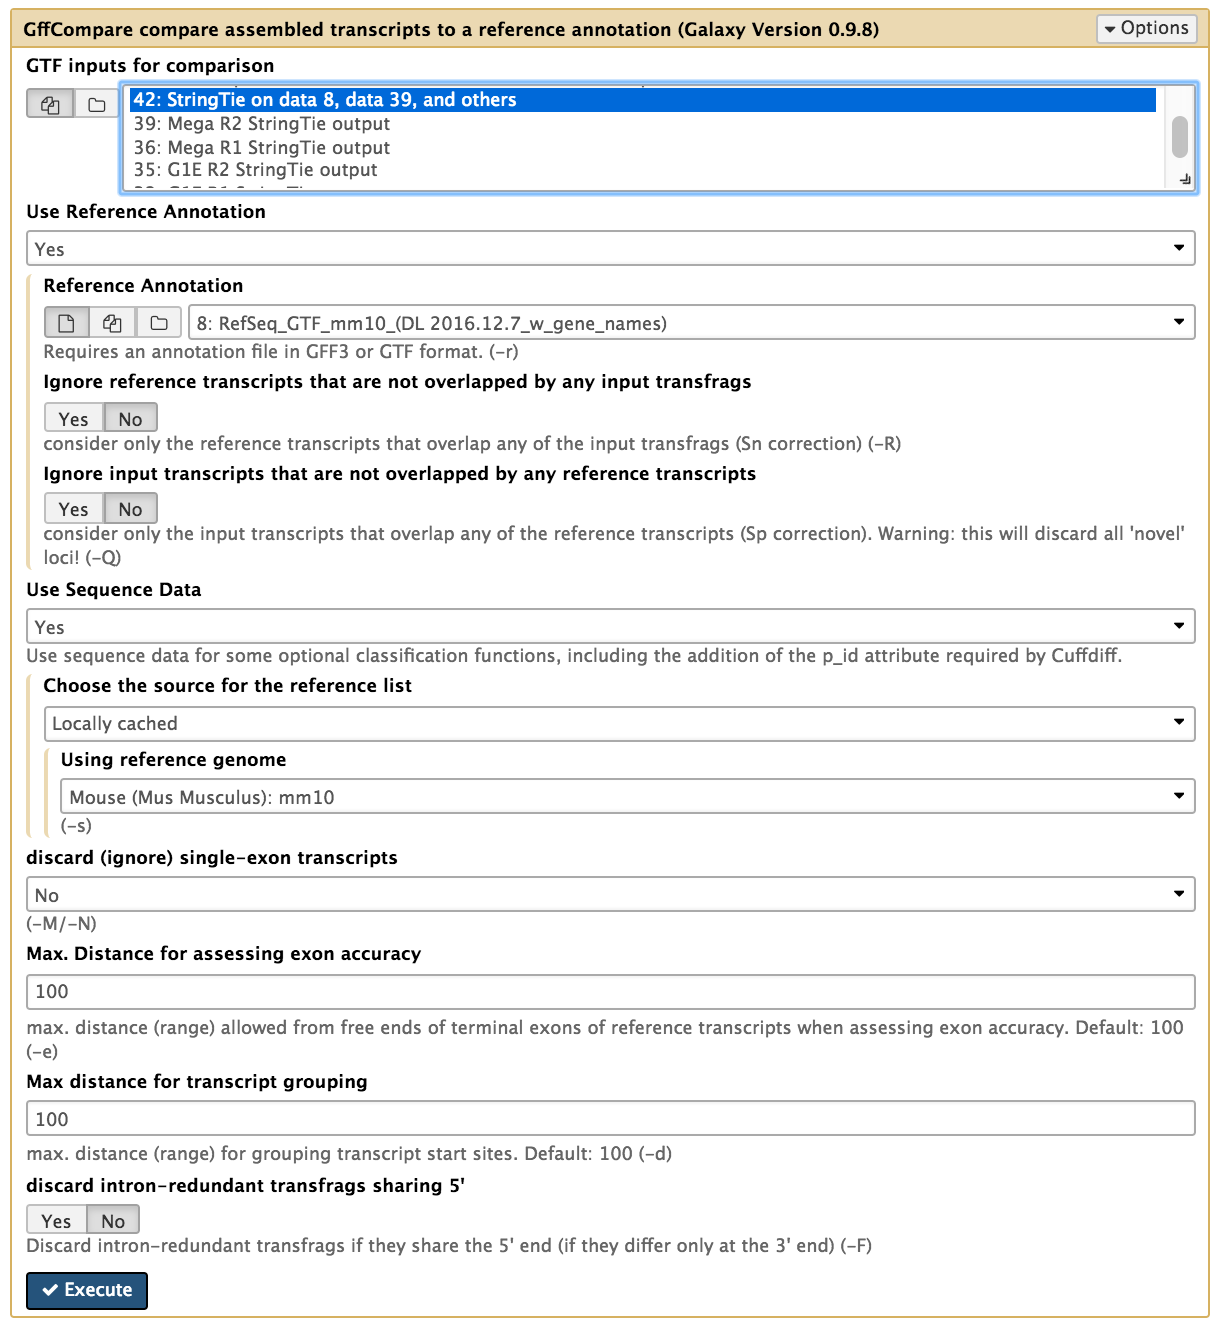 GffCompare compare assembled transcripts to a reference annotation (Galaxy Version 0.9.8)
Options
GTF inputs for comparison
42: StringTie on data 8, data 39, and others
39: Mega R2 StringTie output
36: Mega R1 StringTie output
35: G1E R2 StringTie output
Use Reference Annotation
Yes
Reference Annotation
8: RefSeq_GTF_mm10_(DL 2016.12.7_w_gene_names)
Requires an annotation file in GFF3 or GTF format. (-r)
Ignore reference transcripts that are not overlapped by any input transfrags
Yes No
consider only the reference transcripts that overlap any of the input transfrags (Sn correction) (-R)
Ignore input transcripts that are not overlapped by any reference transcripts
Yes No
consider only the input transcripts that overlap any of the reference transcripts (Sp correction). Warning: this will discard all 'novel'
loci! (-Q)
Use Sequence Data
Yes
Use sequence data for some optional classification functions, including the addition of the p_id attribute required by Cuffdiff.
Choose the source for the reference list
Locally cached
Using reference genome
Mouse (Mus Musculus): mm10
(-s)
discard (ignore) single-exon transcripts
No
(-M/-N)
Max. Distance for assessing exon accuracy
100
max. distance (range) allowed from free ends of terminal exons of reference transcripts when assessing exon accuracy. Default: 100
(-e)
Max distance for transcript grouping
100
max. distance (range) for grouping transcript start sites. Default: 100 (-d)
discard intron-redundant transfrags sharing 5'
Yes No
Discard intron-redundant transfrags if they share the 5' end (if they differ only at the 3' end) (-F)
Execute